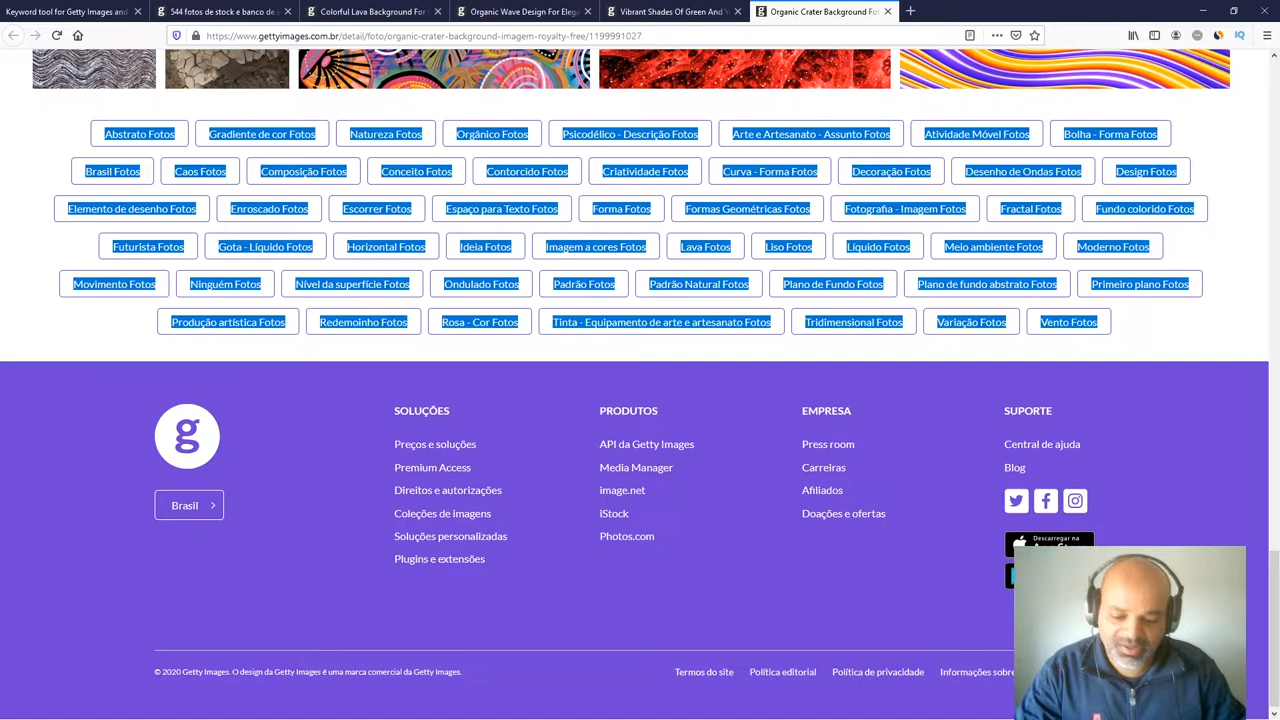 Keyword tool for microstock and
544 fotos de stock e banco de
Colorful Lava Background For
Organic Wave Design For Elega
Vibrant Shades Of Green And Y
Organic Crater Background Fot
https://www.gettyimages.com.br/detail/foto/organic-crater-background-imagem-royalty-free/1199991027
IQ
Abstrato Fotos
Gradiente de cor Fotos
Natureza Fotos
Orgânico Fotos
Psicodélico - Descrição Fotos
Arte e Artesanato - Assunto Fotos
Atividade Móvel Fotos
Bolha - Forma Fotos
Brasil Fotos
Caos Fotos
Composição Fotos
Conceito Fotos
Contorcido Fotos
Criatividade Fotos
Curva - Forma Fotos
Decoração Fotos
Desenho de Ondas Fotos
Design Fotos
Elemento de desenho Fotos
Enroscado Fotos
Escorrer Fotos
Espaço para Texto Fotos
Forma Fotos
Formas Geométricas Fotos
Fotografia - Imagem Fotos
Fractal Fotos
Fundo colorido Fotos
Futurista Fotos
Gota - Líquido Fotos
Horizontal Fotos
Ideia Fotos
Imagem a cores Fotos
Lava Fotos
Liso Fotos
Líquido Fotos
Meio ambiente Fotos
Moderno Fotos
Movimento Fotos
Ninguém Fotos
Nível da superfície Fotos
Ondulado Fotos
Padrão Fotos
Padrão Natural Fotos
Plano de Fundo Fotos
Plano de fundo abstrato Fotos
Primeiro plano Fotos
Produção artística Fotos
Redemoinho Fotos
Rosa - Cor Fotos
Tinta - Equipamento de arte e artesanato Fotos
Tridimensional Fotos
Variação Fotos
Vento Fotos
g
Brasil
SOLUÇÕES
Preços e soluções
Premium Access
Direitos e autorizações
Coleções de imagens
Soluções personalizadas
Plugins e extensões
PRODUTOS
API da Getty Images
Media Manager
image.net
iStock
Photos.com
EMPRESA
Press room
Carreiras
Afiliados
Doações e ofertas
SUPORTE
Central de ajuda
Blog
Descarregar na
© 2020 Getty Images. O design da Getty Images é uma marca comercial da Getty Images.
Termos do site
Política editorial
Política de privacidade
Informações sobre